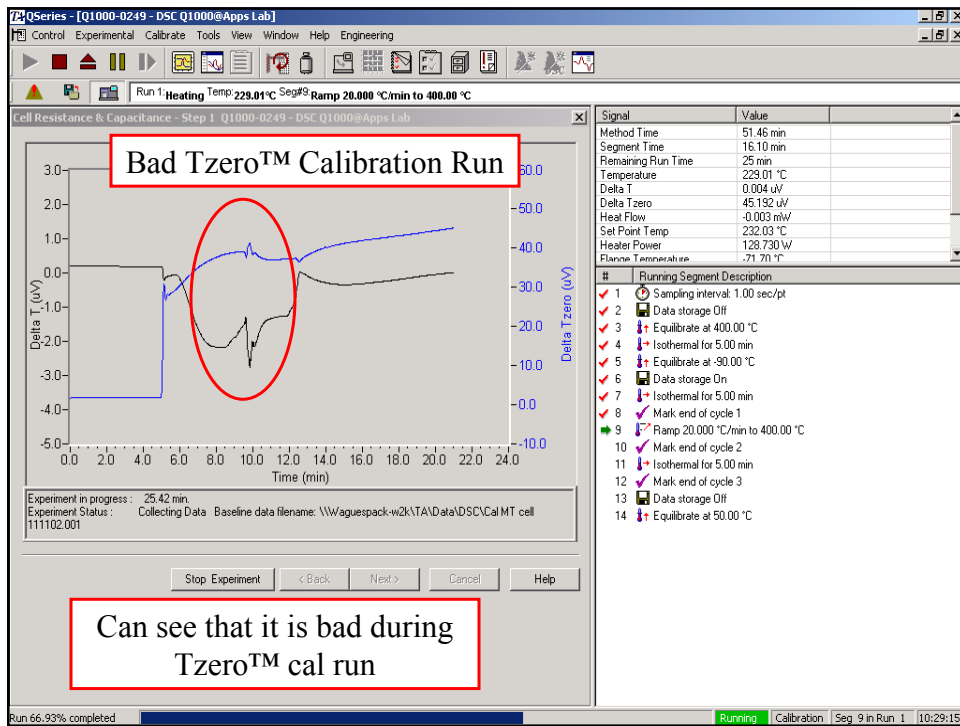 TA QSeries - [Q1000-0249 - DSC Q1000@Apps Lab]
Control Experimental Calibrate Tools View Window Help Engineering
Run 1: Heating Temp: 229.01°C Seg#9: Ramp 20.000 °C/min to 400.00 °C
Cell Resistance & Capacitance - Step 1 Q1000-0249 - DSC Q1000@Apps Lab
Bad Tzero™ Calibration Run
3.0
2.0
1.0
0.0
-1.0
-2.0
-3.0
-4.0
-5.0
Delta T (uV)
60.0
50.0
40.0
30.0
20.0
10.0
0.0
-10.0
Delta Tzero (uV)
0.0 2.0 4.0 6.0 8.0 10.0 12.0 14.0 16.0 18.0 20.0 22.0 24.0
Time (min)
Experiment in progress : 25.42 min.
Experiment Status : Collecting Data Baseline data filename: \\Waguespack-w2k\TA\Data\DSC\Cal MT cell
111102.001
Stop Experiment < Back Next > Cancel Help
Can see that it is bad during
Tzero™ cal run
Signal Value
Method Time 51.46 min
Segment Time 16.10 min
Remaining Run Time 25 min
Temperature 229.01 °C
Delta T 0.004 uV
Delta Tzero 45.192 uV
Heat Flow -0.003 mW
Set Point Temp 232.03 °C
Heater Power 128.730 W
Flange Temperature -71.70 °C
# Running Segment Description
1 Sampling interval: 1.00 sec/pt
2 Data storage Off
3 Equilibrate at 400.00 °C
4 Isothermal for 5.00 min
5 Equilibrate at -90.00 °C
6 Data storage On
7 Isothermal for 5.00 min
8 Mark end of cycle 1
9 Ramp 20.000 °C/min to 400.00 °C
10 Mark end of cycle 2
11 Isothermal for 5.00 min
12 Mark end of cycle 3
13 Data storage Off
14 Equilibrate at 50.00 °C
Run 66.93% completed Running Calibration Seg 9 in Run 1 10:29:15